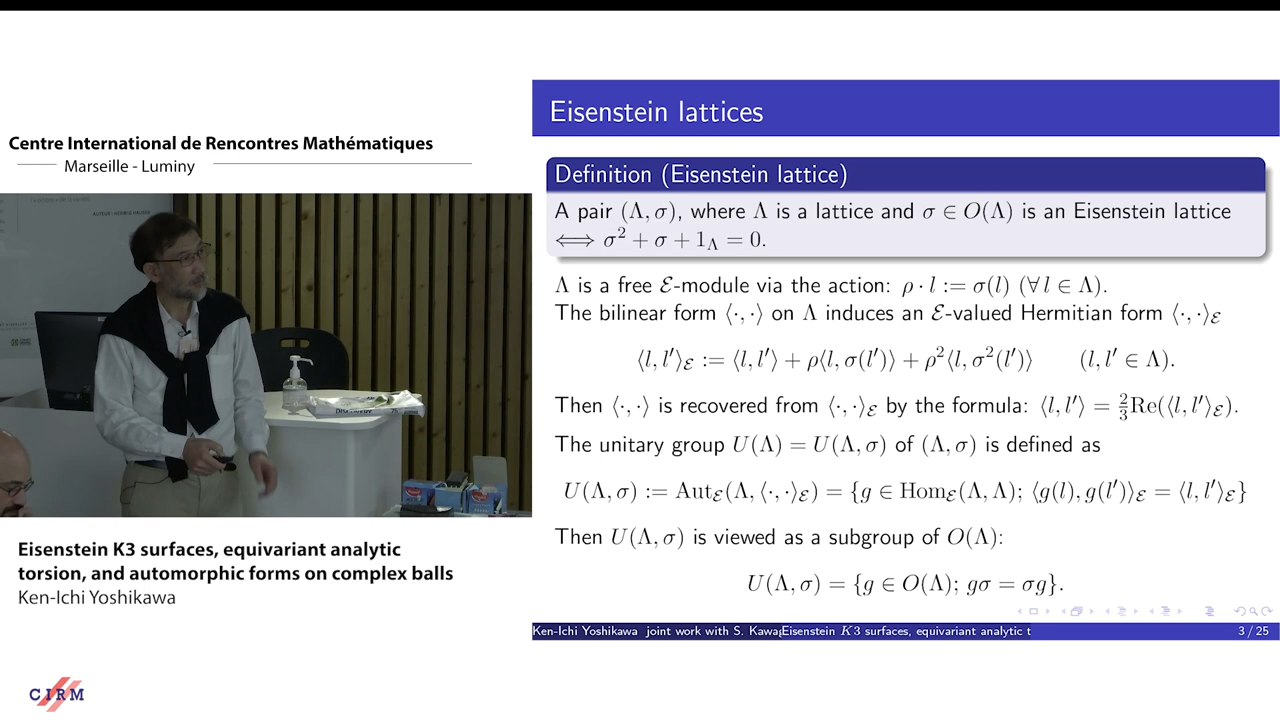 Centre International de Rencontres Mathématiques
Marseille - Luminy
Eisenstein K3 surfaces, equivariant analytic
torsion, and automorphic forms on complex balls
Ken-Ichi Yoshikawa
CIRM
Eisenstein lattices
Definition (Eisenstein lattice)
A pair (Λ, σ), where Λ is a lattice and σ ∈ O(Λ) is an Eisenstein lattice
⟺ σ² + σ + 1_Λ = 0.
Λ is a free ℰ-module via the action: ρ · l := σ(l) (∀ l ∈ Λ).
The bilinear form ⟨·, ·⟩ on Λ induces an ℰ-valued Hermitian form ⟨·, ·⟩_ℰ
⟨l, l′⟩_ℰ := ⟨l, l′⟩ + ρ⟨l, σ(l′)⟩ + ρ²⟨l, σ²(l′)⟩ (l, l′ ∈ Λ).
Then ⟨·, ·⟩ is recovered from ⟨·, ·⟩_ℰ by the formula: ⟨l, l′⟩ = 2/3 Re(⟨l, l′⟩_ℰ).
The unitary group U(Λ) = U(Λ, σ) of (Λ, σ) is defined as
U(Λ, σ) := Aut_ℰ(Λ, ⟨·, ·⟩_ℰ) = {g ∈ Hom_ℰ(Λ, Λ); ⟨g(l), g(l′)⟩_ℰ = ⟨l, l′⟩_ℰ}
Then U(Λ, σ) is viewed as a subgroup of O(Λ):
U(Λ, σ) = {g ∈ O(Λ); gσ = σg}.
Ken-Ichi Yoshikawa joint work with S. Kawag Eisenstein K3 surfaces, equivariant analytic t 3 / 25